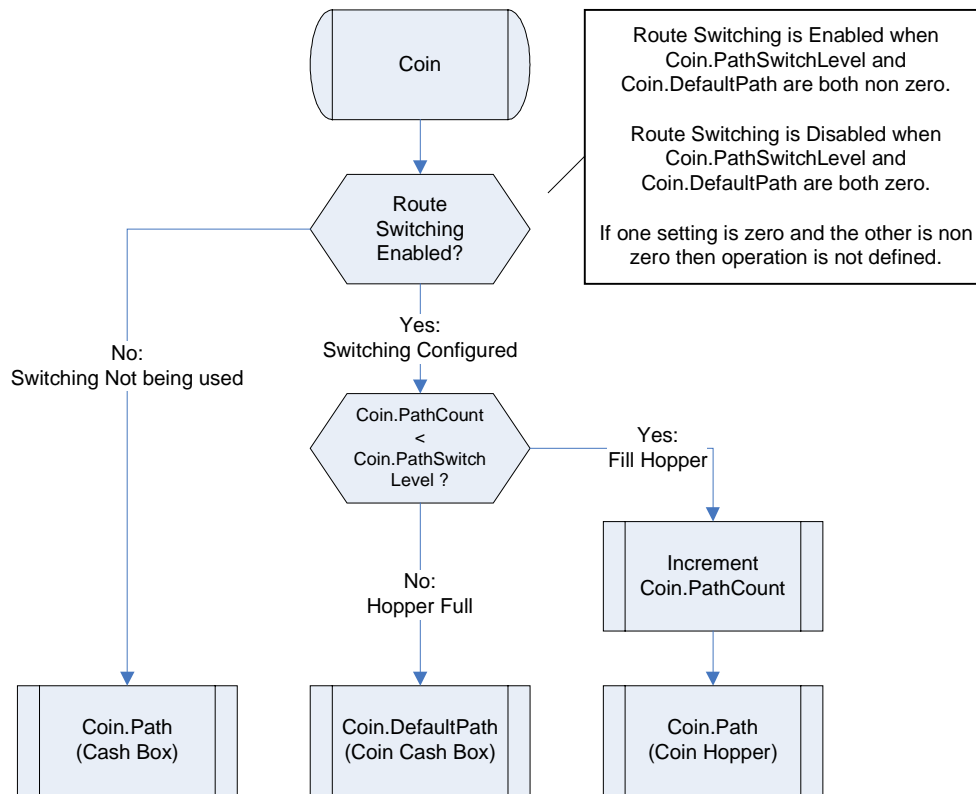 Coin
Route Switching is Enabled when
Coin.PathSwitchLevel and
Coin.DefaultPath are both non zero.
Route Switching is Disabled when
Coin.PathSwitchLevel and
Coin.DefaultPath are both zero.
If one setting is zero and the other is non
zero then operation is not defined.
Route
Switching
Enabled?
No:
Switching Not being used
Yes:
Switching Configured
Coin.PathCount
<
Coin.PathSwitch
Level ?
Yes:
Fill Hopper
No:
Hopper Full
Increment
Coin.PathCount
Coin.Path
(Cash Box)
Coin.DefaultPath
(Coin Cash Box)
Coin.Path
(Coin Hopper)